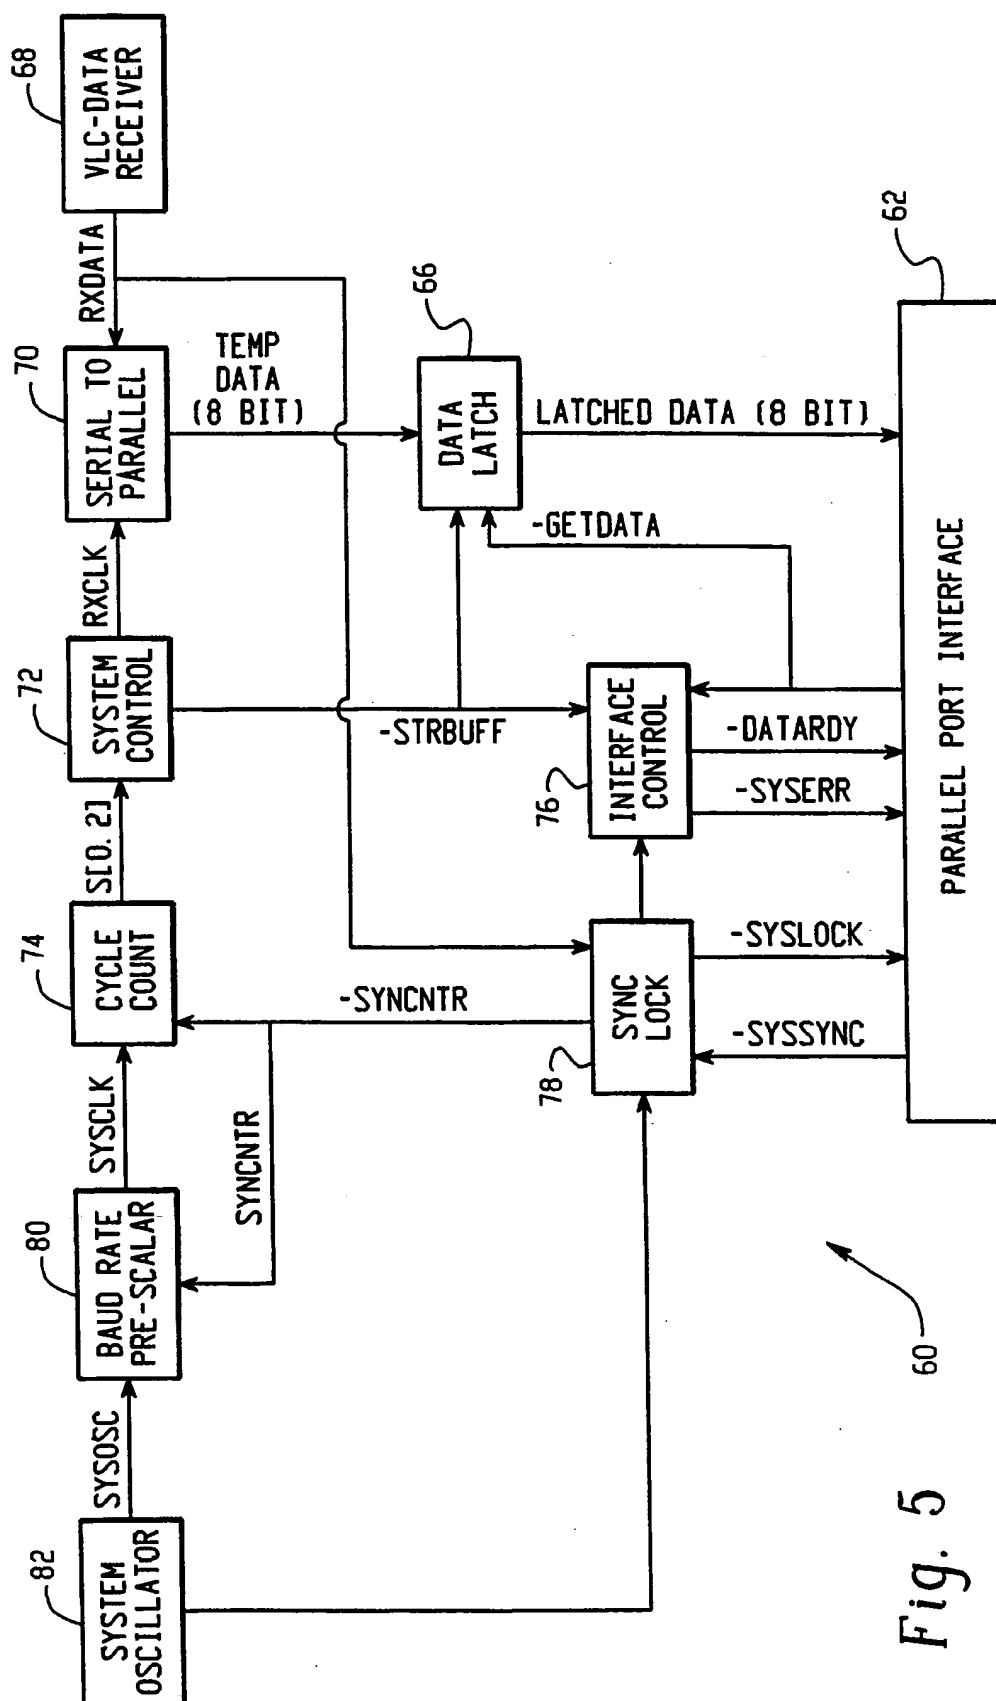 82
SYSTEM
OSCILLATOR
SYSOSC
80
BAUD RATE
PRE-SCALAR
SYSCLK
74
CYCLE
COUNT
S[0. 2]
72
SYSTEM
CONTROL
RXCLK
70
SERIAL TO
PARALLEL
RXDATA
68
VLC-DATA
RECEIVER
SYNCNTR
-SYNCNTR
-STRBUFF
TEMP
DATA
(8 BIT)
66
DATA
LATCH
78
SYNC
LOCK
76
INTERFACE
CONTROL
-GETDATA
LATCHED DATA (8 BIT)
-SYSSYNC
-SYSLOCK
-SYSERR
-DATARDY
62
PARALLEL PORT INTERFACE
60
Fig. 5